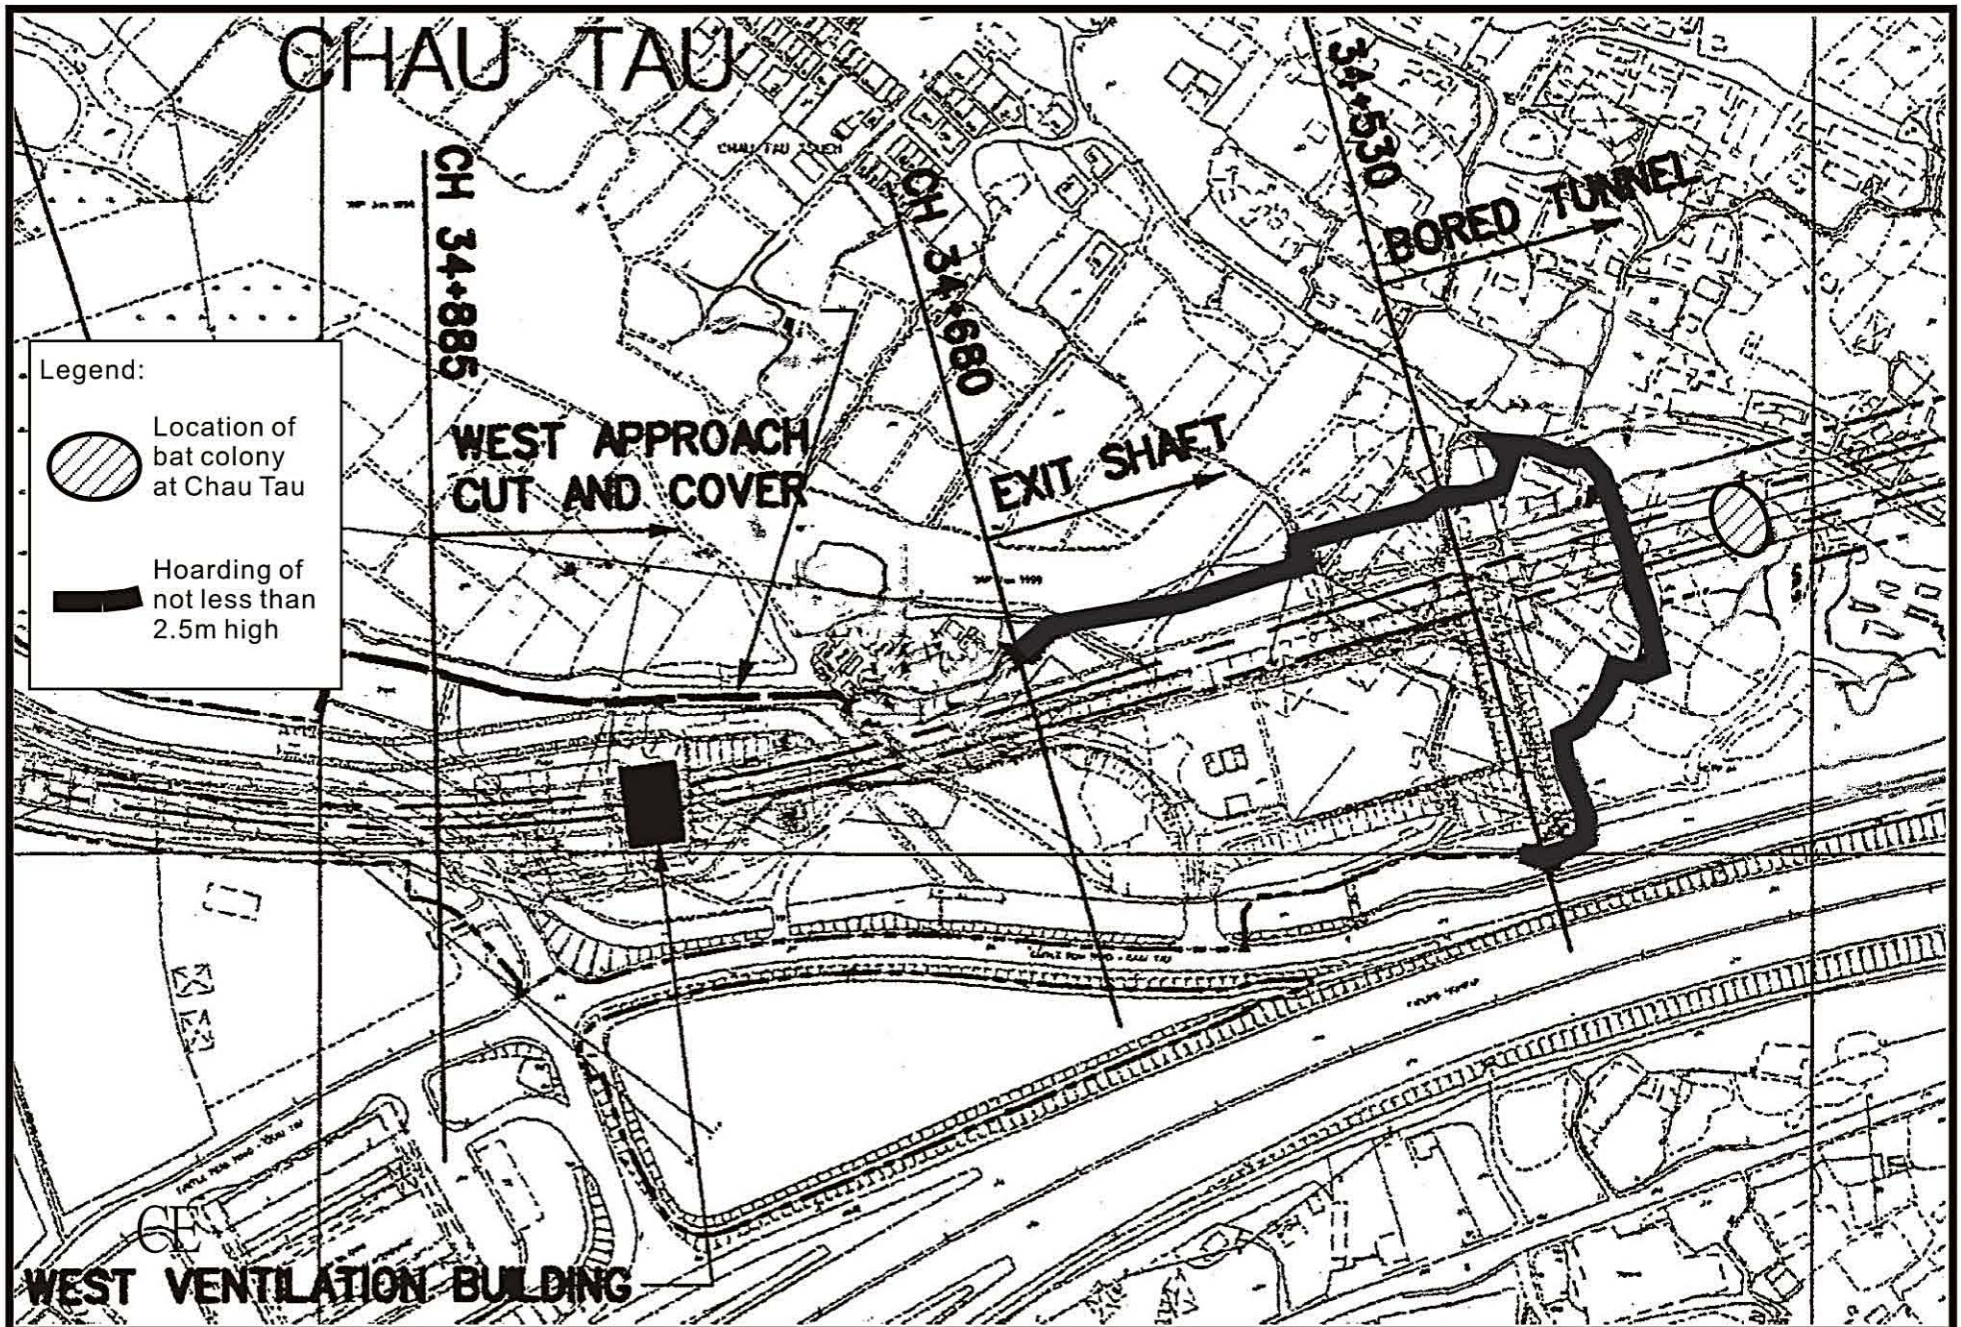 CHAU TAU
CHAU TAU TSUEN
CH 34+885
CH 34+680
34+530
BORED TUNNEL
Legend:
Location of
bat colony
at Chau Tau
Hoarding of
not less than
2.5m high
WEST APPROACH
CUT AND COVER
EXIT SHAFT
CE
WEST VENTILATION BUILDING